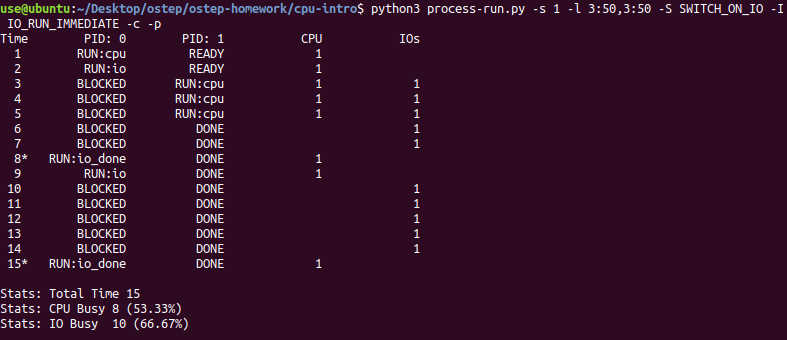 use@ubuntu:~/Desktop/ostep/ostep-homework/cpu-intro$ python3 process-run.py -s 1 -l 3:50,3:50 -S SWITCH_ON_IO -I
IO_RUN_IMMEDIATE -c -p
Time PID: 0 PID: 1 CPU IOs
1 RUN:cpu READY 1
2 RUN:io READY 1
3 BLOCKED RUN:cpu 1 1
4 BLOCKED RUN:cpu 1 1
5 BLOCKED RUN:cpu 1 1
6 BLOCKED DONE 1
7 BLOCKED DONE 1
8* RUN:io_done DONE 1
9 RUN:io DONE 1
10 BLOCKED DONE 1
11 BLOCKED DONE 1
12 BLOCKED DONE 1
13 BLOCKED DONE 1
14 BLOCKED DONE 1
15* RUN:io_done DONE 1
Stats: Total Time 15
Stats: CPU Busy 8 (53.33%)
Stats: IO Busy 10 (66.67%)